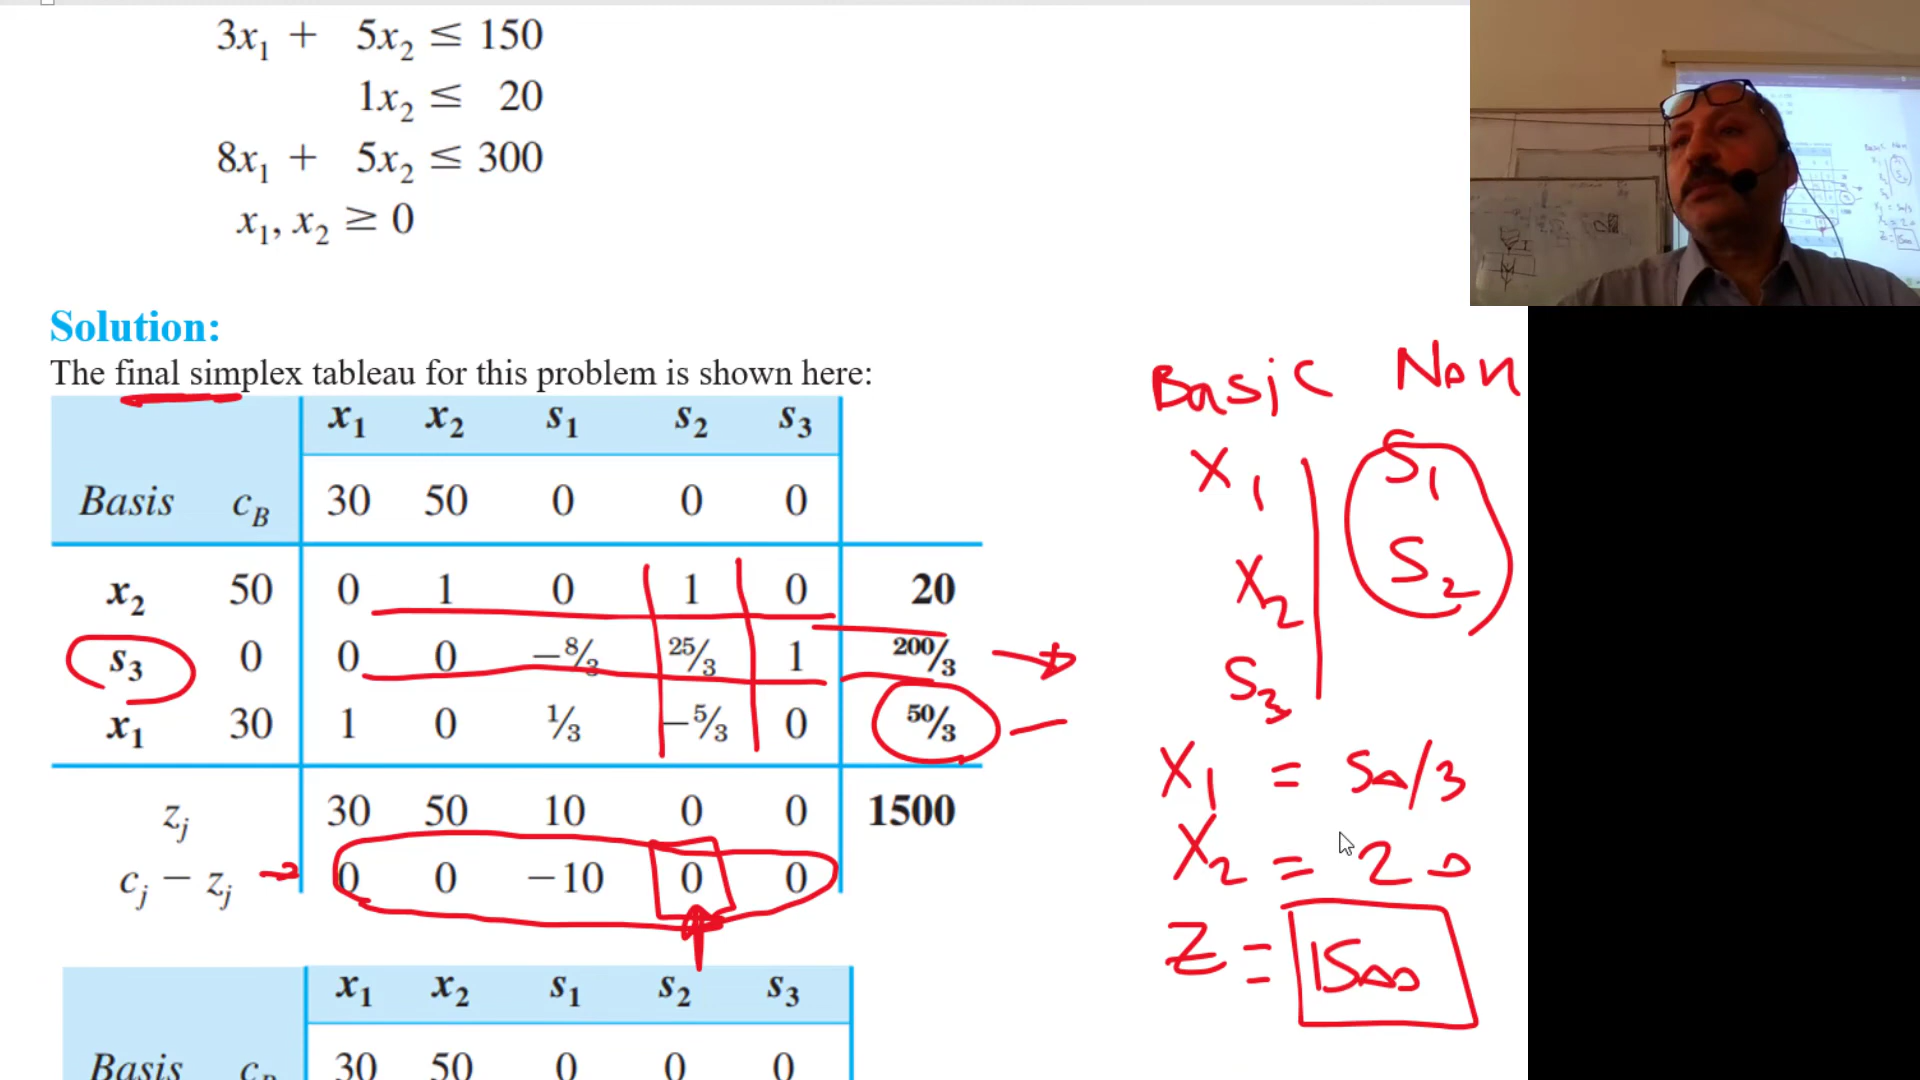 3x₁ + 5x₂ ≤ 150
1x₂ ≤ 20
8x₁ + 5x₂ ≤ 300
x₁, x₂ ≥ 0
Solution:
The final simplex tableau for this problem is shown here:
x₁ x₂ s₁ s₂ s₃
Basis c_B 30 50 0 0 0
x₂ 50 0 1 0 1 0 20
s₃ 0 0 0 −8/3 25/3 1 200/3
x₁ 30 1 0 1/3 −5/3 0 50/3
z_j 30 50 10 0 0 1500
c_j − z_j 0 0 −10 0 0
x₁ x₂ s₁ s₂ s₃
Basis c_B 30 50 0 0 0
Basic Non
X₁ S₁
X₂ S₂
S₃
X₁ = 50/3
X₂ = 20
Z = 1500